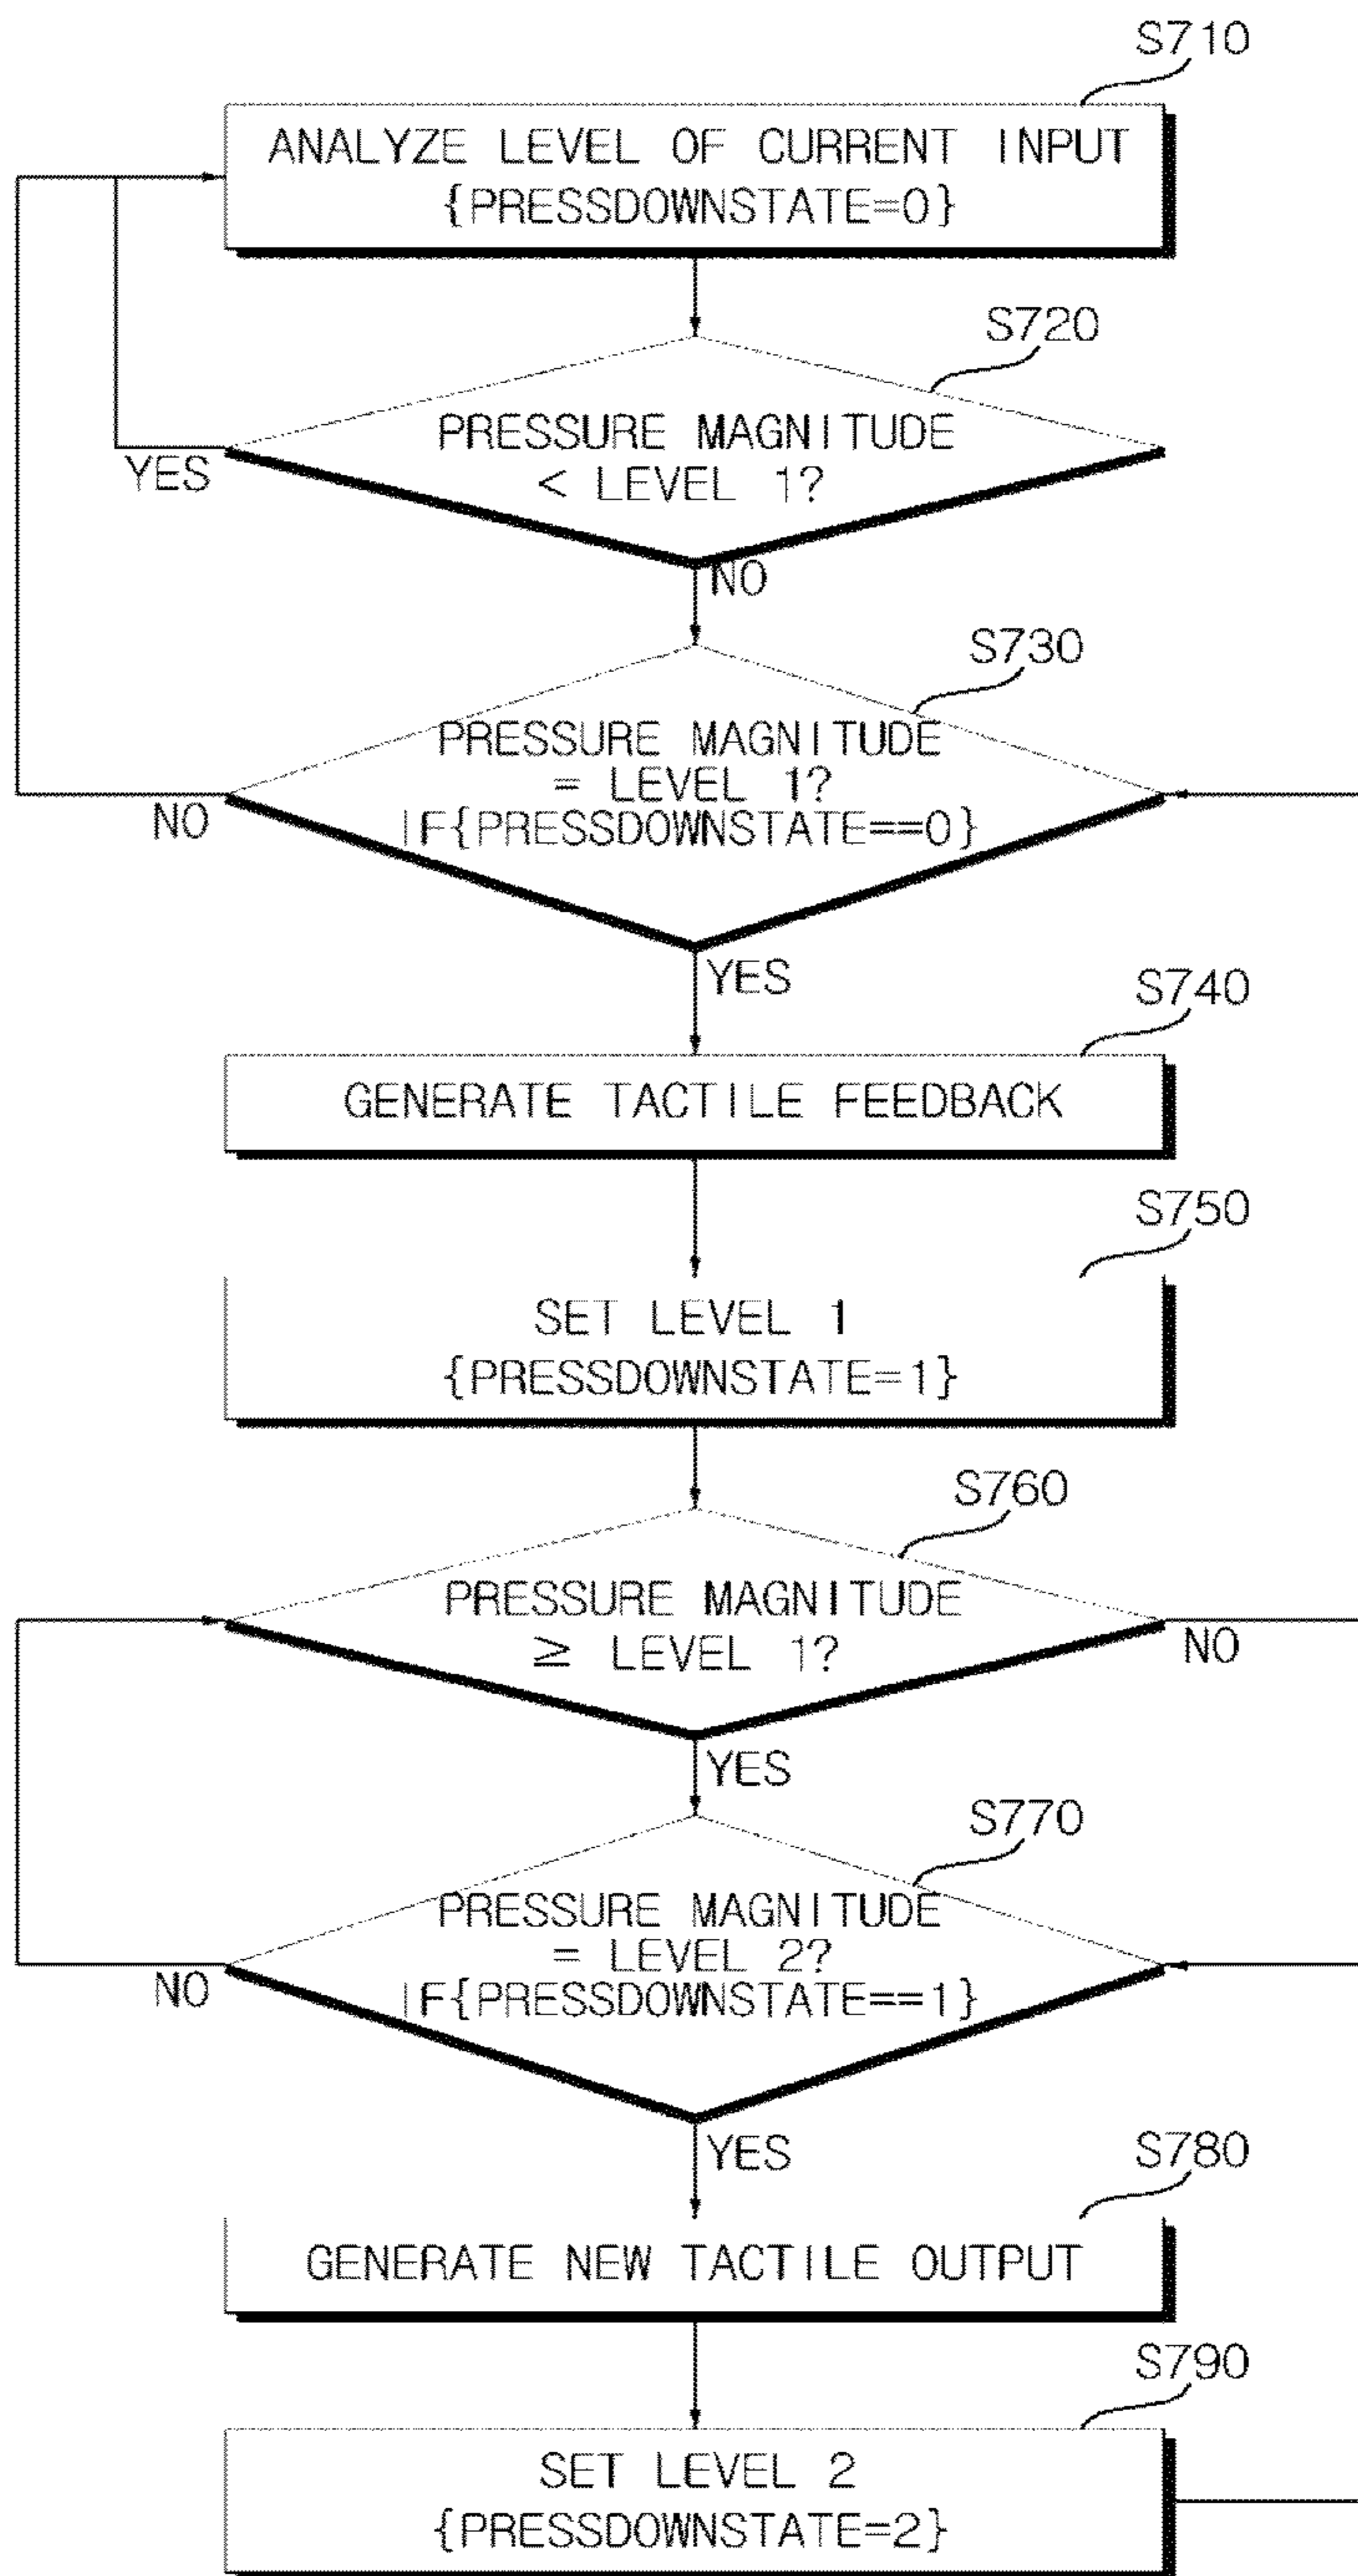 S710
ANALYZE LEVEL OF CURRENT INPUT
{PRESSDOWNSTATE=0}
S720
PRESSURE MAGNITUDE
< LEVEL 1?
YES
NO
S730
PRESSURE MAGNITUDE
= LEVEL 1?
IF{PRESSDOWNSTATE==0}
NO
YES
S740
GENERATE TACTILE FEEDBACK
S750
SET LEVEL 1
{PRESSDOWNSTATE=1}
S760
PRESSURE MAGNITUDE
≥ LEVEL 1?
NO
YES
S770
PRESSURE MAGNITUDE
= LEVEL 2?
IF{PRESSDOWNSTATE==1}
NO
YES
S780
GENERATE NEW TACTILE OUTPUT
S790
SET LEVEL 2
{PRESSDOWNSTATE=2}